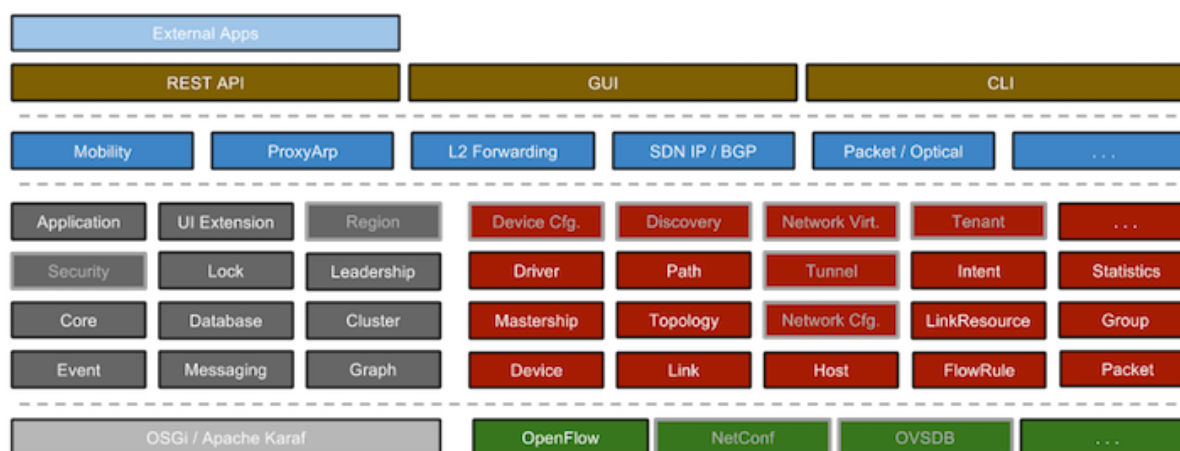 External Apps
REST API GUI CLI
Mobility ProxyArp L2 Forwarding SDN IP / BGP Packet / Optical . . .
Application UI Extension Region Device Cfg. Discovery Network Virt. Tenant . . .
Security Lock Leadership Driver Path Tunnel Intent Statistics
Core Database Cluster Mastership Topology Network Cfg. LinkResource Group
Event Messaging Graph Device Link Host FlowRule Packet
OSGi / Apache Karaf OpenFlow NetConf OVSDB . . .